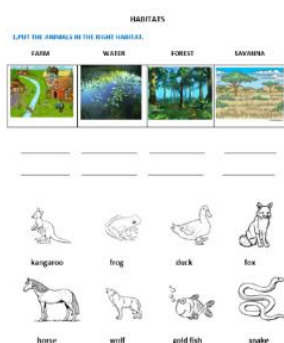 HABITATS
1.PUT THE ANIMALS IN THE RIGHT HABITAT.
FARM WATER FOREST SAVANNA
kangaroo frog duck fox
horse wolf gold fish snake